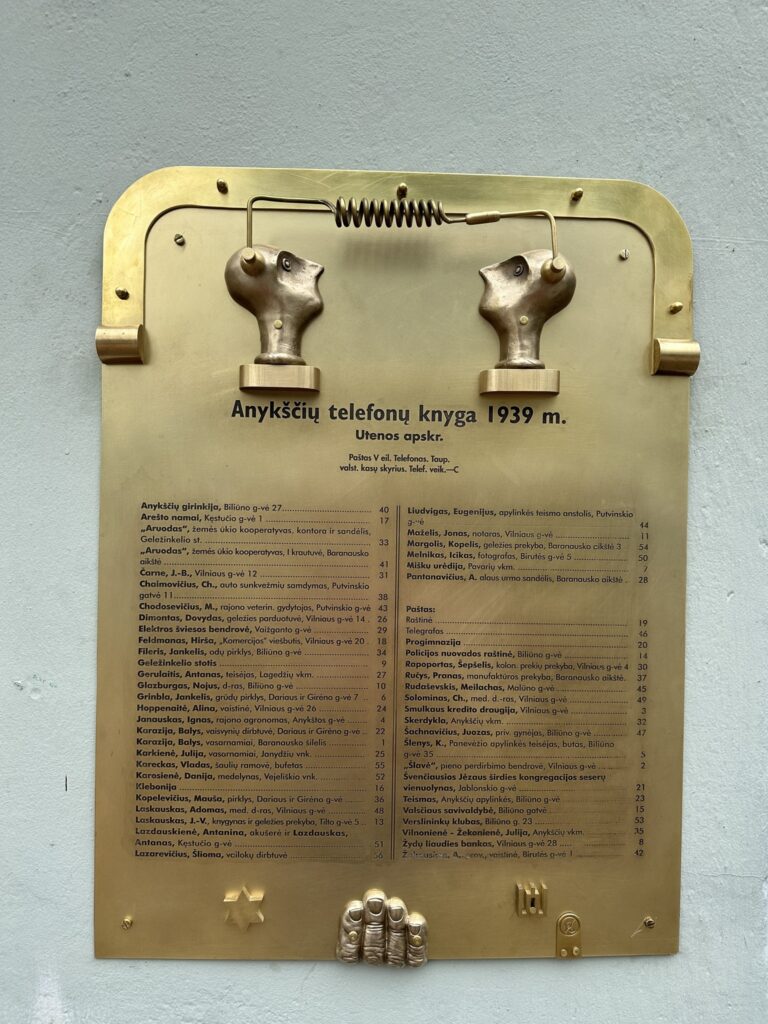 Anykščių telefonų knyga 1939 m.
Utenos apskr.
Paštas V eil. Telefonas. Taup.
valst. kasų skyrius. Telef. veik.—C
Anykščių girinkija, Biliūno g-vė 27 40
Arešto namai, Kęstučio g-vė 1 17
„Aruodas“, žemės ūkio kooperatyvas. kontora ir sandėlis,
Geležinkelio st. 33
„Aruodas“, žemės ūkio kooperatyvas, I krautuvė, Baranausko
aikštė 41
Čarne, J.-B., Vilniaus g-vė 12 31
Chaimovičius, Ch., auto sunkvežimių samdymas, Putvinskio
gatvė 11 38
Chodosevičius, M., rajono veterin. gydytojas, Putvinskio g-vė 43
Dimantas, Dovydas, geležies parduotuvė, Vilniaus g-vė 14 26
Elektros šviesos bendrovė, Vaižganto g-vė 29
Feldmanas, Hirša, „Komercijos“ viešbutis, Vilniaus g-vė 20 18
Fileris, Jankelis, odų pirklys, Biliūno g-vė 34
Geležinkelio stotis 9
Gerulaitis, Antanas, teisėjas, Lagedžių vkm. 27
Glazburgas, Nojus, d-ras, Biliūno g-vė 10
Grinbla, Jankelis, grūdų pirklys, Dariaus ir Girėno g-vė 7 6
Hoppenaitė, Alina, vaistinė, Vilniaus g-vė 26 24
Janauskas, Ignas, rajono agronomas, Anykštos g-vė 4
Karazija, Balys, vaisvynių dirbtuvė, Dariaus ir Girėno g-vė 22
Karazija, Balys, vasarnamiai, Baranausko šilelis 1
Karkienė, Julija, vasarnamiai, Janydžių vnk. 25
Kareckas, Vladas, šaulių ramovė, bufetas 55
Karosienė, Danija, medelynas, Vejeliškio vnk. 52
Klebonija 16
Kopelevičius, Mauša, pirklys, Dariaus ir Girėno g-vė 36
Laskauskas, Adomas, med. d-ras, Vilniaus g-vė 48
Laskauskas, J.-V., knygynas ir geležies prekyba, Tilto g-vė 5 13
Lazdauskienė, Antanina, akušerė ir Lazdauskas,
Antanas, Kęstučio g-vė 51
Lazarevičius, Šlioma, vailokų dirbtuvė 56
Liudvigas, Eugenijus, apylinkės teismo anstolis, Putvinskio
g-vė 44
Maželis, Jonas, notaras, Vilniaus g-vė 11
Margolis, Kopelis, geležies prekyba, Baranausko aikštė 3 54
Melnikas, Icikas, fotografas, Birutės g-vė 5 50
Miškų urėdija, Pavarių vkm. 7
Pantanavičius, A. alaus urmo sandėlis, Baranausko aikštė 28
Paštas:
Raštinė 19
Telegrafas 46
Progimnazija 20
Policijos nuovados raštinė, Biliūno g-vė 14
Rapoportas, Šepšelis, kolon. prekių prekyba, Vilniaus g-vė 4 30
Ručys, Pranas, manufaktūros prekyba, Baranausko aikštė. 37
Rudaševskis, Meilachas, Malūno g-vė 45
Solominas, Ch., med. d.-ras, Vilniaus g-vė 49
Smulkaus kredito draugija, Vilniaus g-vė 3
Skerdykla, Anykščių vkm. 32
Šachnavičius, Juozas, priv. gynėjas, Biliūno g-vė 47
Šlenys, K., Panevėžio apylinkės teisėjas, butas, Biliūno
g-vė 35
„Šlavė“, pieno perdirbimo bendrovė, Vilniaus g-vė 2
Švenčiausios Jėzaus širdies kongregacijos seserų
vienuolynas, Jablonskio g-vė 21
Teismas, Anykščių apylinkės, Biliūno g-vė 23
Valsčiaus savivaldybė, Biliūno gatvė 15
Verslininkų klubas, Biliūno g. 23 53
Vilnonienė - Žekonienė, Julija, Anykščių vkm. 35
Žydų liaudies bankas, Vilniaus g-vė 28 8
A., vaistinė, Birutės g-vė 1 42